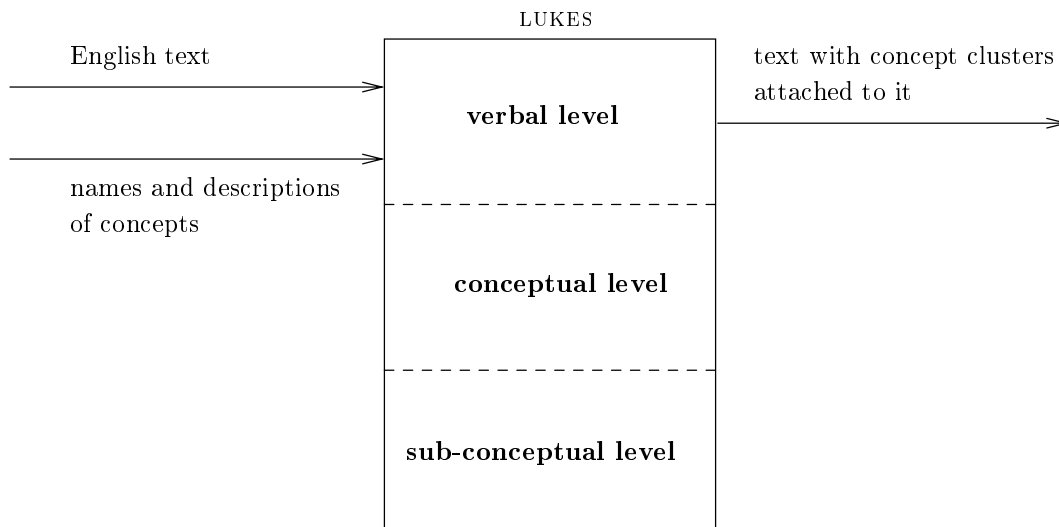 LUKES
English text
text with concept clusters
attached to it
verbal level
names and descriptions
of concepts
conceptual level
sub-conceptual level